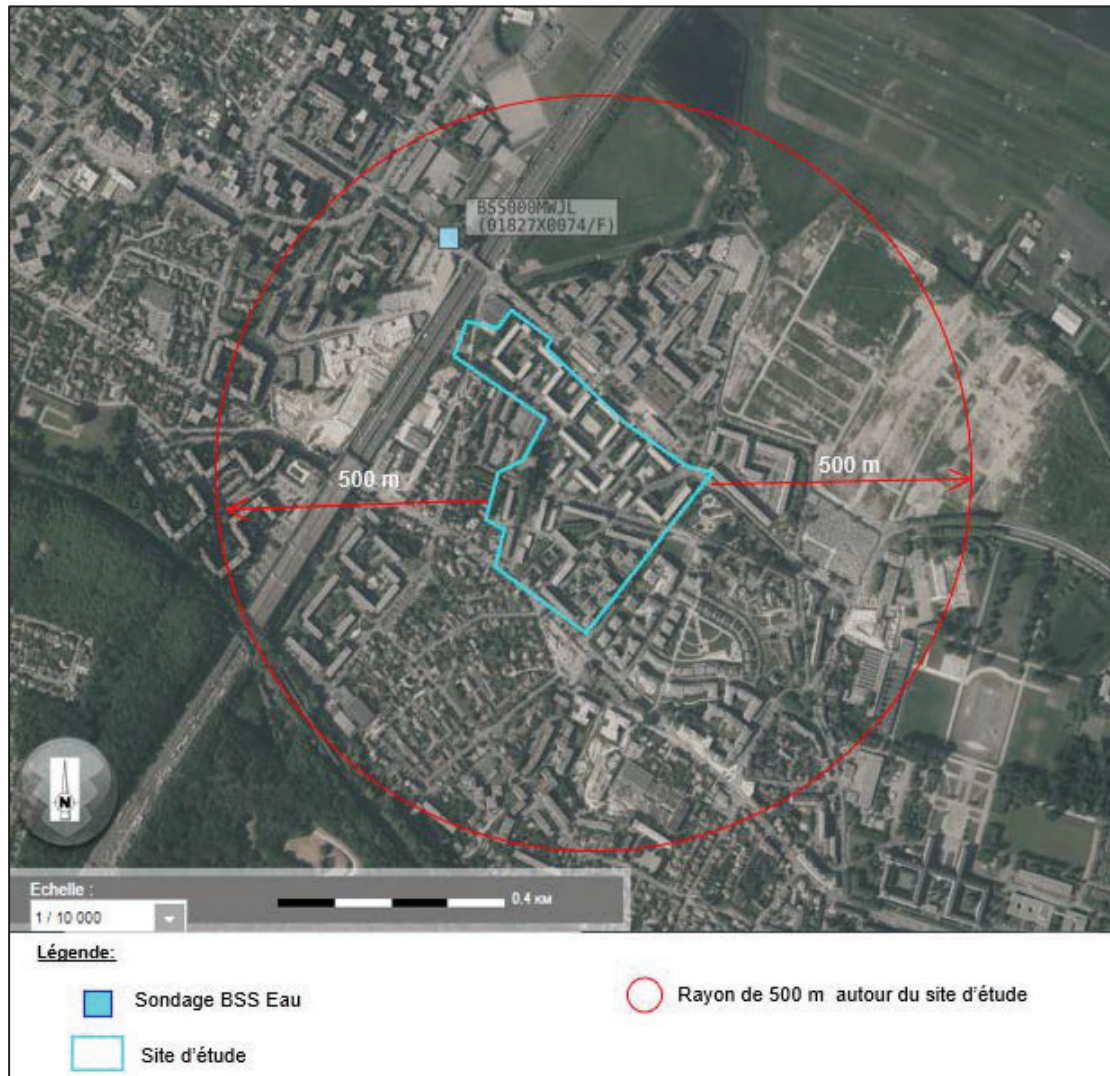 BSS000MWJL
(01827X0074/F)
500 m
500 m
N
Echelle :
1 / 10 000
0.4 KM
Légende:
Sondage BSS Eau
Rayon de 500 m autour du site d'étude
Site d'étude